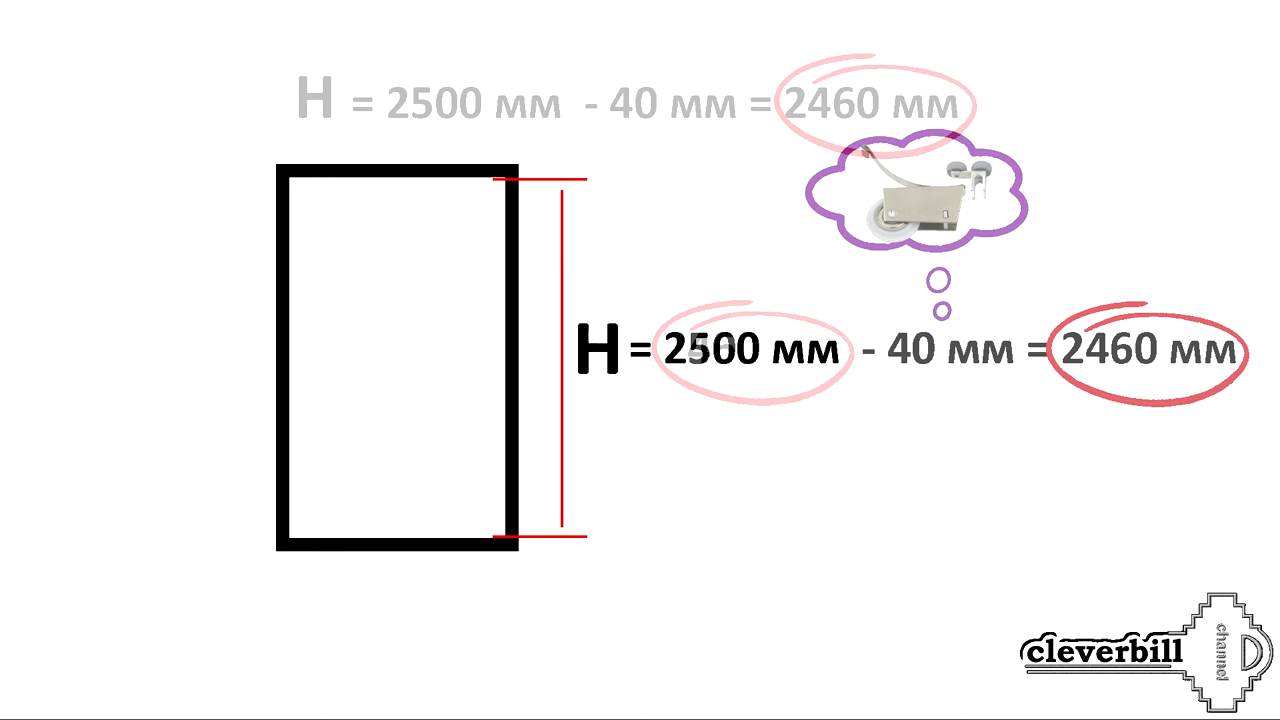 Н = 2500 мм - 40 мм = 2460 мм
Н = 2500 мм - 40 мм = 2460 мм
cleverbill
channel